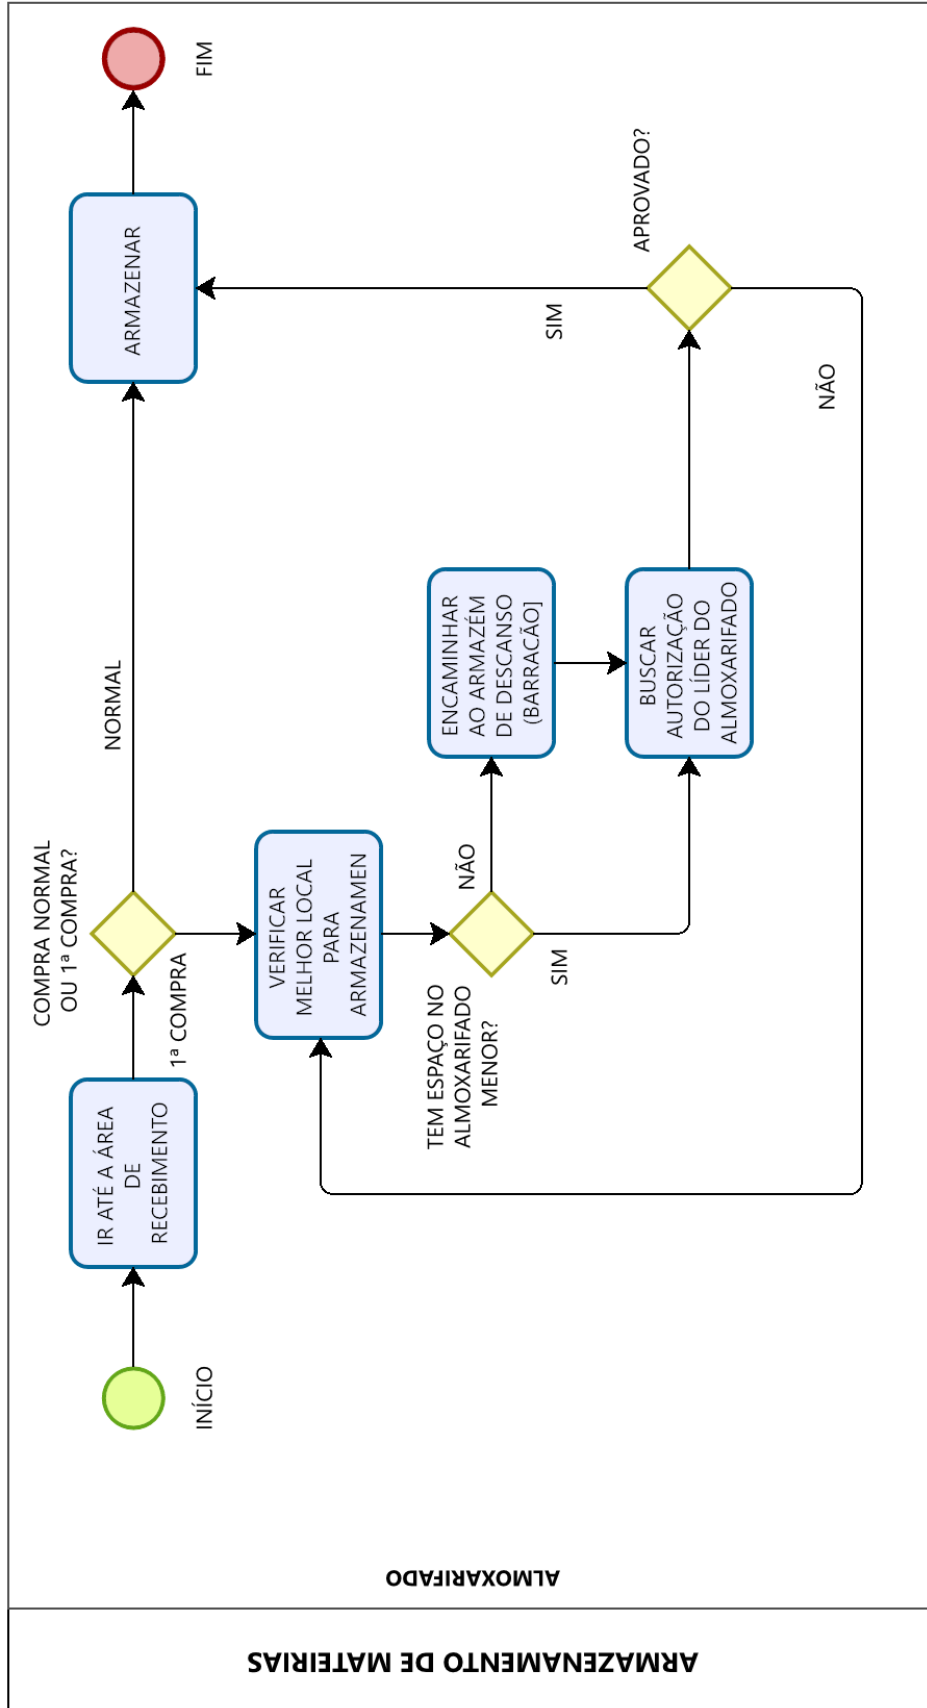 ARMAZENAMENTO DE MATEIRIAS
ALMOXARIFADO
INÍCIO
IR ATÉ A ÁREA
DE
RECEBIMENTO
COMPRA NORMAL
OU 1ª COMPRA?
NORMAL
1ª COMPRA
ARMAZENAR
FIM
VERIFICAR
MELHOR LOCAL
PARA
ARMAZENAMEN
TEM ESPAÇO NO
ALMOXARIFADO
MENOR?
NÃO
SIM
ENCAMINHAR
AO ARMAZÉM
DE DESCANSO
(BARRACÃO]
BUSCAR
AUTORIZAÇÃO
DO LÍDER DO
ALMOXARIFADO
APROVADO?
SIM
NÃO